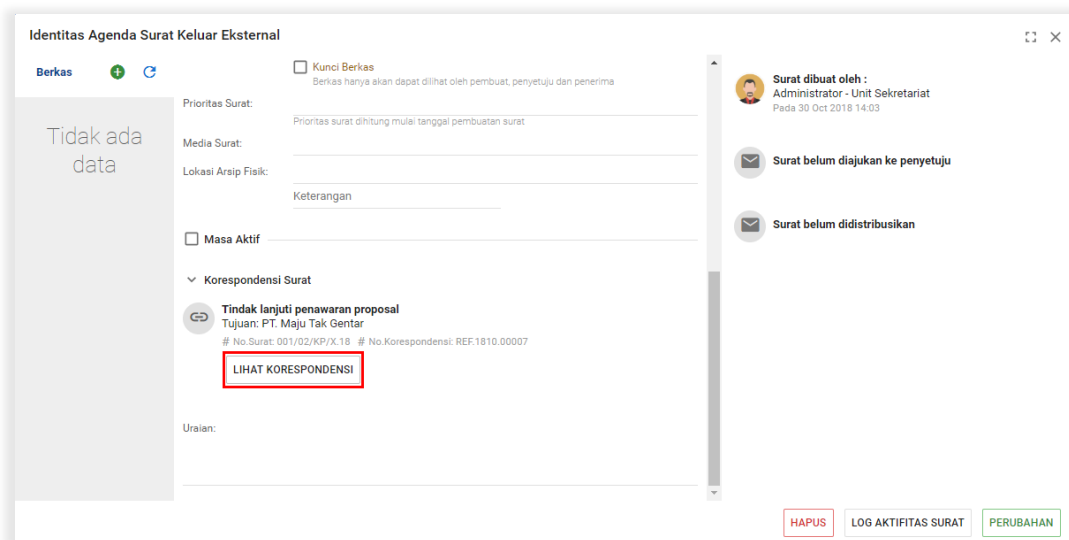 Identitas Agenda Surat Keluar Eksternal
Berkas
Tidak ada
data
Kunci Berkas
Berkas hanya akan dapat dilihat oleh pembuat, penyetuju dan penerima
Prioritas Surat:
Prioritas surat dihitung mulai tanggal pembuatan surat
Media Surat:
Lokasi Arsip Fisik:
Keterangan
Masa Aktif
Korespondensi Surat
Tindak lanjuti penawaran proposal
Tujuan: PT. Maju Tak Gentar
# No.Surat: 001/02/KP/X.18 # No.Korespondensi: REF.1810.00007
LIHAT KORESPONDENSI
Uraian:
Surat dibuat oleh :
Administrator - Unit Sekretariat
Pada 30 Oct 2018 14:03
Surat belum diajukan ke penyetuju
Surat belum didistribusikan
HAPUS LOG AKTIFITAS SURAT PERUBAHAN